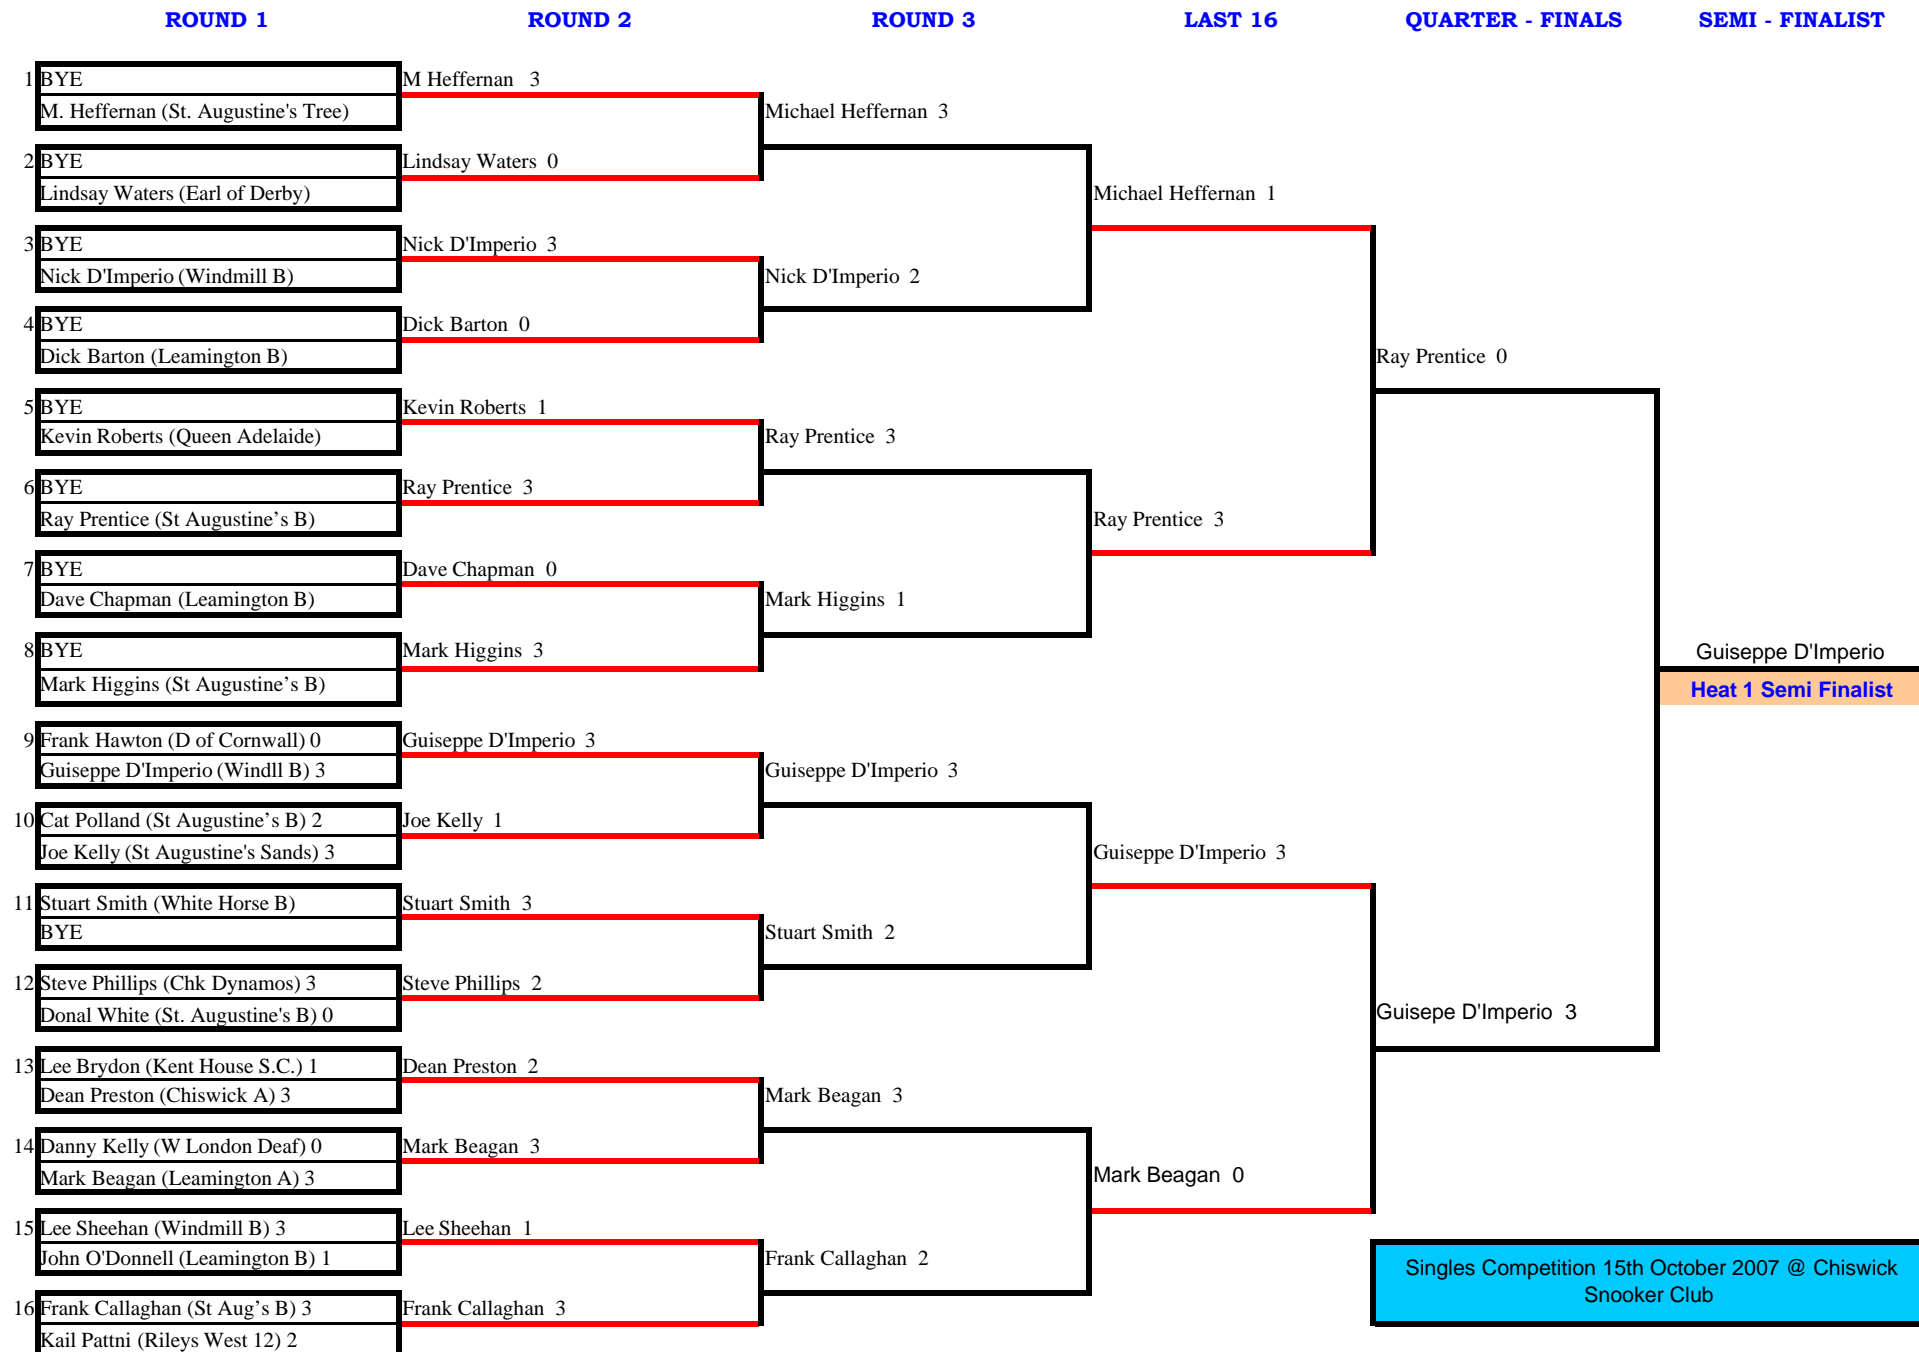 ROUND 1 ROUND 2 ROUND 3 LAST 16 QUARTER - FINALS SEMI - FINALIST
1 BYE M Heffernan 3
M. Heffernan (St. Augustine's Tree) Michael Heffernan 3
2 BYE Lindsay Waters 0
Lindsay Waters (Earl of Derby) Michael Heffernan 1
3 BYE Nick D'Imperio 3
Nick D'Imperio (Windmill B) Nick D'Imperio 2
4 BYE Dick Barton 0
Dick Barton (Leamington B) Ray Prentice 0
5 BYE Kevin Roberts 1
Kevin Roberts (Queen Adelaide) Ray Prentice 3
6 BYE Ray Prentice 3
Ray Prentice (St Augustine’s B) Ray Prentice 3
7 BYE Dave Chapman 0
Dave Chapman (Leamington B) Mark Higgins 1
8 BYE Mark Higgins 3 Guiseppe D'Imperio
Mark Higgins (St Augustine’s B) Heat 1 Semi Finalist
9 Frank Hawton (D of Cornwall) 0 Guiseppe D'Imperio 3
Guiseppe D'Imperio (Windll B) 3 Guiseppe D'Imperio 3
10 Cat Polland (St Augustine’s B) 2 Joe Kelly 1
Joe Kelly (St Augustine's Sands) 3 Guiseppe D'Imperio 3
11 Stuart Smith (White Horse B) Stuart Smith 3
BYE Stuart Smith 2
12 Steve Phillips (Chk Dynamos) 3 Steve Phillips 2
Donal White (St. Augustine's B) 0 Guisepe D'Imperio 3
13 Lee Brydon (Kent House S.C.) 1 Dean Preston 2
Dean Preston (Chiswick A) 3 Mark Beagan 3
14 Danny Kelly (W London Deaf) 0 Mark Beagan 3
Mark Beagan (Leamington A) 3 Mark Beagan 0
15 Lee Sheehan (Windmill B) 3 Lee Sheehan 1
John O'Donnell (Leamington B) 1 Frank Callaghan 2 Singles Competition 15th October 2007 @ Chiswick
Snooker Club
16 Frank Callaghan (St Aug's B) 3 Frank Callaghan 3
Kail Pattni (Rileys West 12) 2